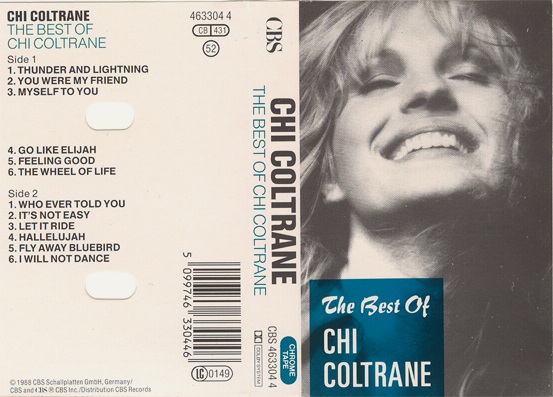 CHI COLTRANE
THE BEST OF
CHI COLTRANE
Side 1
1. THUNDER AND LIGHTNING
2. YOU WERE MY FRIEND
3. MYSELF TO YOU
4. GO LIKE ELIJAH
5. FEELING GOOD
6. THE WHEEL OF LIFE
Side 2
1. WHO EVER TOLD YOU
2. IT'S NOT EASY
3. LET IT RIDE
4. HALLELUJAH
5. FLY AWAY BLUEBIRD
6. I WILL NOT DANCE
© 1988 CBS Schallplatten GmbH, Germany/
CBS and CBS ® CBS Inc./Distribution CBS Records
463304 4
CB 431
52
5 099746 330446
LC 0149
CBS
CHI COLTRANE
THE BEST OF CHI COLTRANE
CHROME
TAPE
CBS 463304 4
DOLBY SYSTEM
The Best Of
CHI
COLTRANE